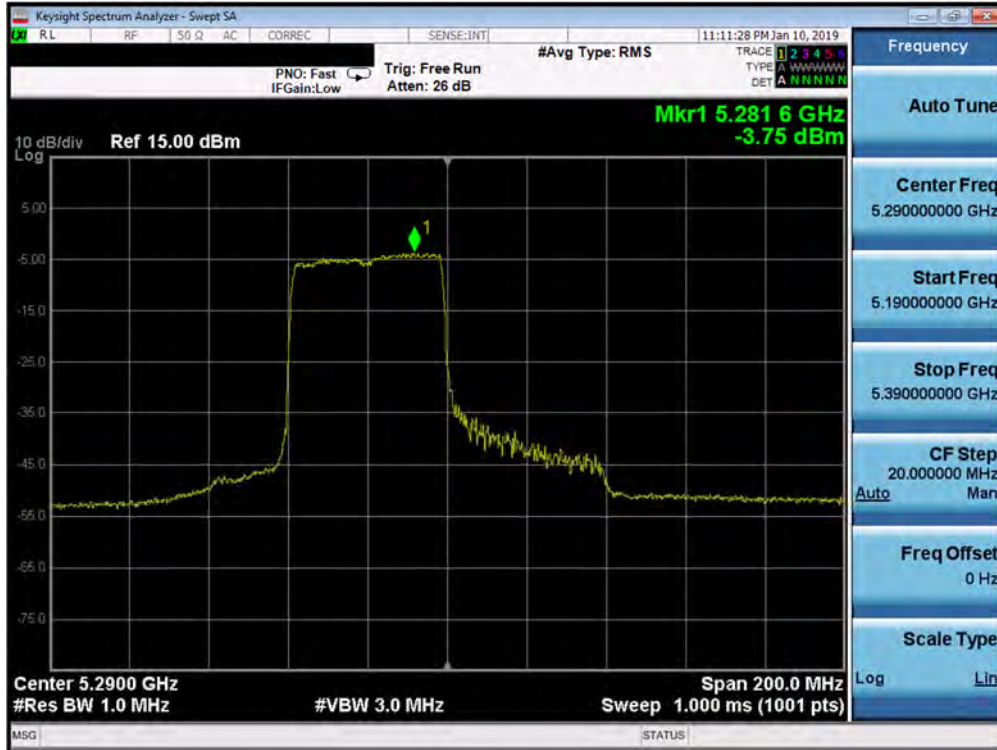 Keysight Spectrum Analyzer - Swept SA
RL RF 50 Ω AC CORREC SENSE:INT 11:11:28 PM Jan 10, 2019
#Avg Type: RMS TRACE 1 2 3 4 5 6
PNO: Fast Trig: Free Run TYPE A WWWWW
IFGain:Low Atten: 26 dB DET A N N N N N
Mkr1 5.281 6 GHz
-3.75 dBm
10 dB/div Ref 15.00 dBm
Log
1
5.00
-5.00
-15.0
-25.0
-35.0
-45.0
-55.0
-65.0
-75.0
Center 5.2900 GHz Span 200.0 MHz
#Res BW 1.0 MHz #VBW 3.0 MHz Sweep 1.000 ms (1001 pts)
MSG STATUS
Frequency
Auto Tune
Center Freq
5.290000000 GHz
Start Freq
5.190000000 GHz
Stop Freq
5.390000000 GHz
CF Step
20.000000 MHz
Auto Man
Freq Offset
0 Hz
Scale Type
Log Lin